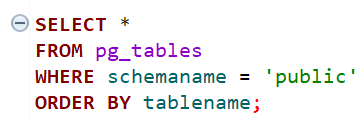 SELECT *
FROM pg_tables
WHERE schemaname = 'public'
ORDER BY tablename;